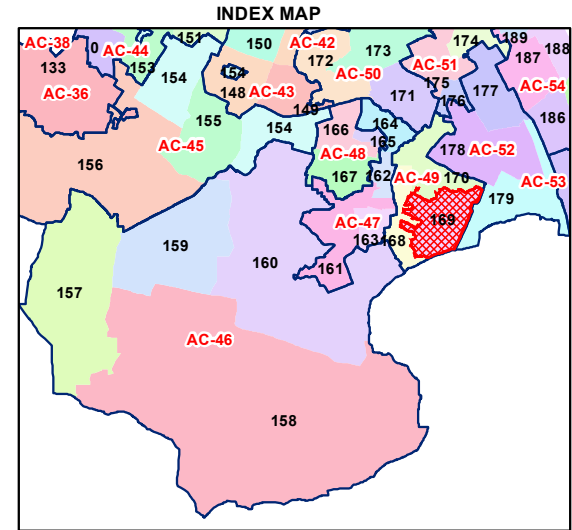 INDEX MAP
AC-38
0
AC-44
151
150
AC-42
173
174
189
188
133
153
154
154
172
AC-51
187
AC-36
148
AC-43
AC-50
175
177
AC-54
149
171
176
155
154
166
164
186
AC-45
165
178
AC-52
156
AC-48
167
162
AC-49
170
AC-53
179
169
AC-47
159
163
168
160
161
157
AC-46
158